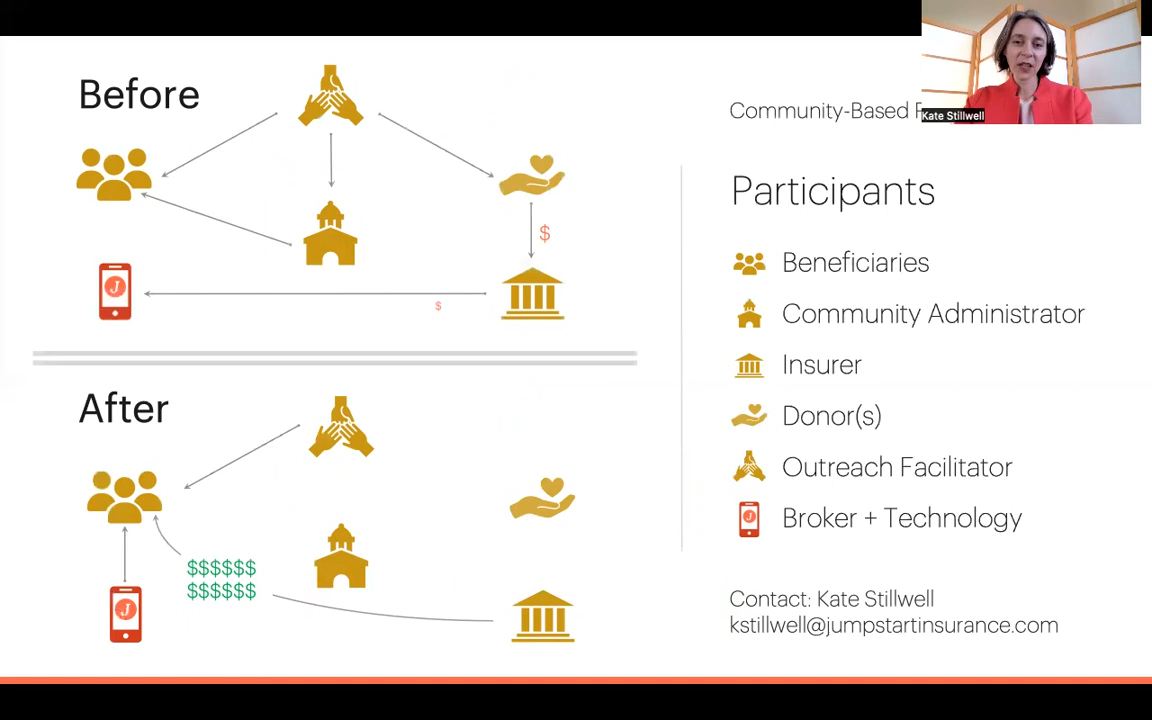 Before
$
$
J
After
$$$$$$
$$$$$$
J
Community-Based
Kate Stillwell
Participants
Beneficiaries
Community Administrator
Insurer
Donor(s)
Outreach Facilitator
J
Broker + Technology
Contact: Kate Stillwell
kstillwell@jumpstartinsurance.com